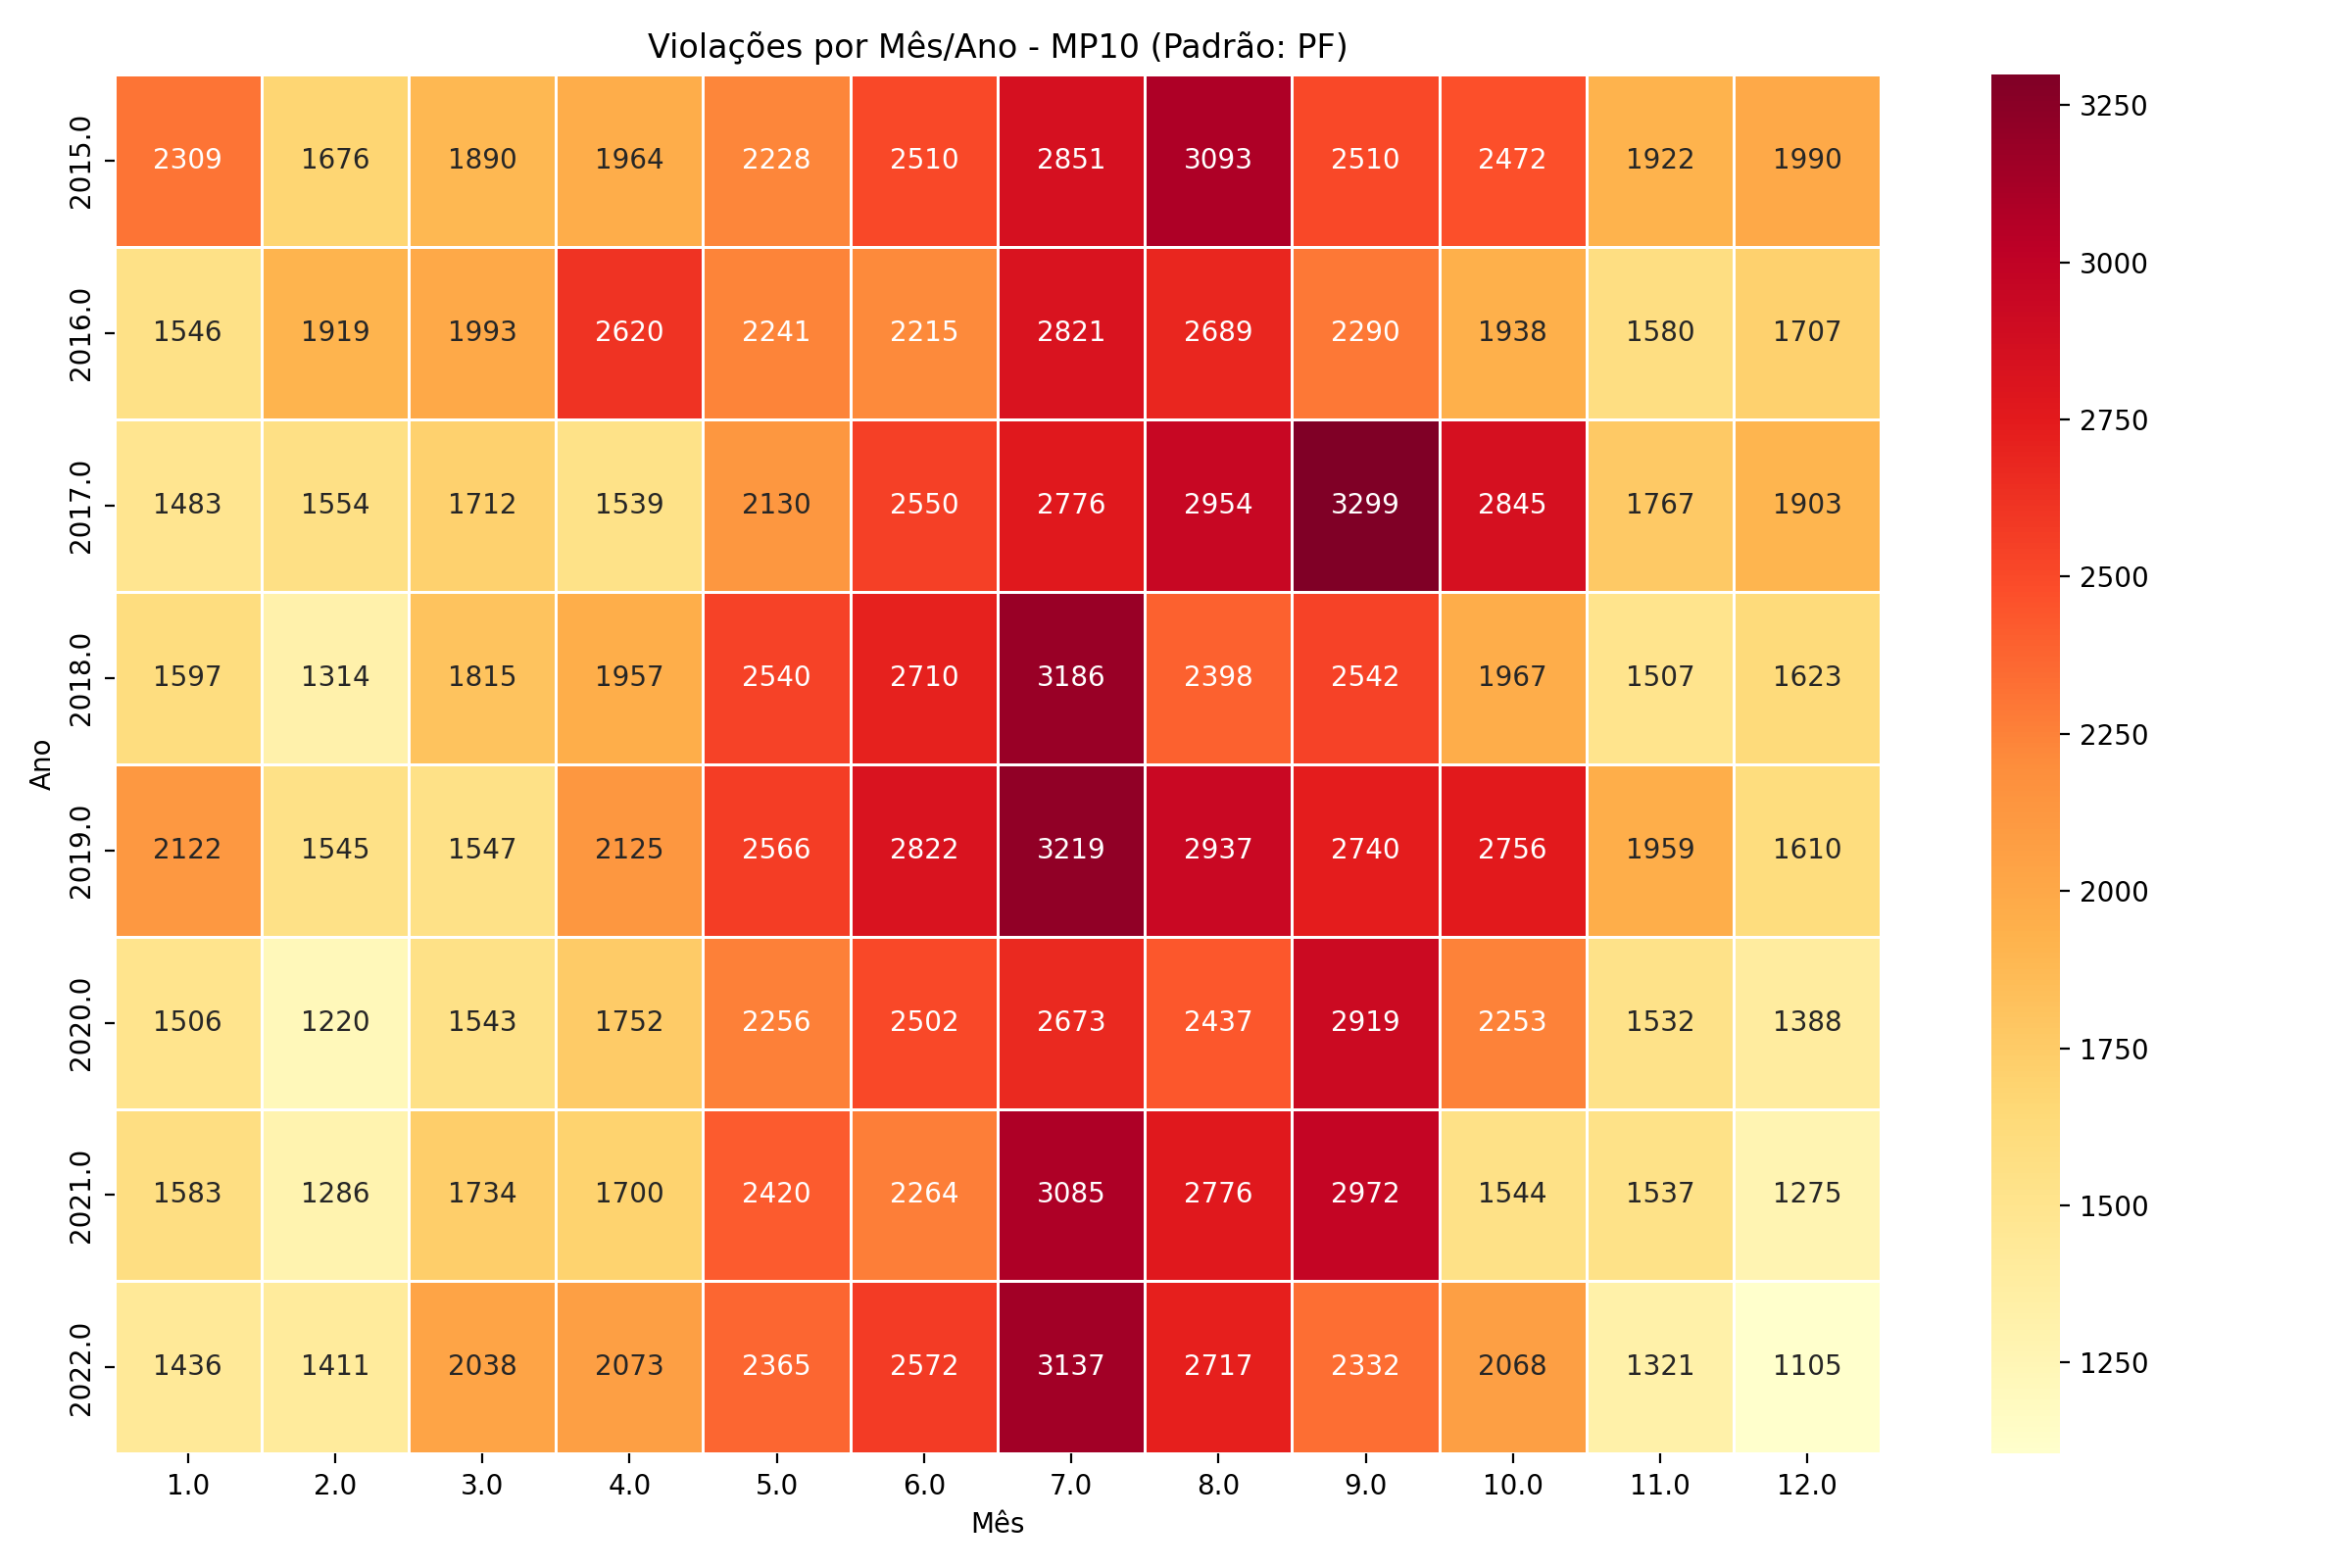 Violações por Mês/Ano - MP10 (Padrão: PF)
2015.0 2309 1676 1890 1964 2228 2510 2851 3093 2510 2472 1922 1990
2016.0 1546 1919 1993 2620 2241 2215 2821 2689 2290 1938 1580 1707
2017.0 1483 1554 1712 1539 2130 2550 2776 2954 3299 2845 1767 1903
2018.0 1597 1314 1815 1957 2540 2710 3186 2398 2542 1967 1507 1623
2019.0 2122 1545 1547 2125 2566 2822 3219 2937 2740 2756 1959 1610
2020.0 1506 1220 1543 1752 2256 2502 2673 2437 2919 2253 1532 1388
2021.0 1583 1286 1734 1700 2420 2264 3085 2776 2972 1544 1537 1275
2022.0 1436 1411 2038 2073 2365 2572 3137 2717 2332 2068 1321 1105
1.0 2.0 3.0 4.0 5.0 6.0 7.0 8.0 9.0 10.0 11.0 12.0
Mês
Ano
3250
3000
2750
2500
2250
2000
1750
1500
1250